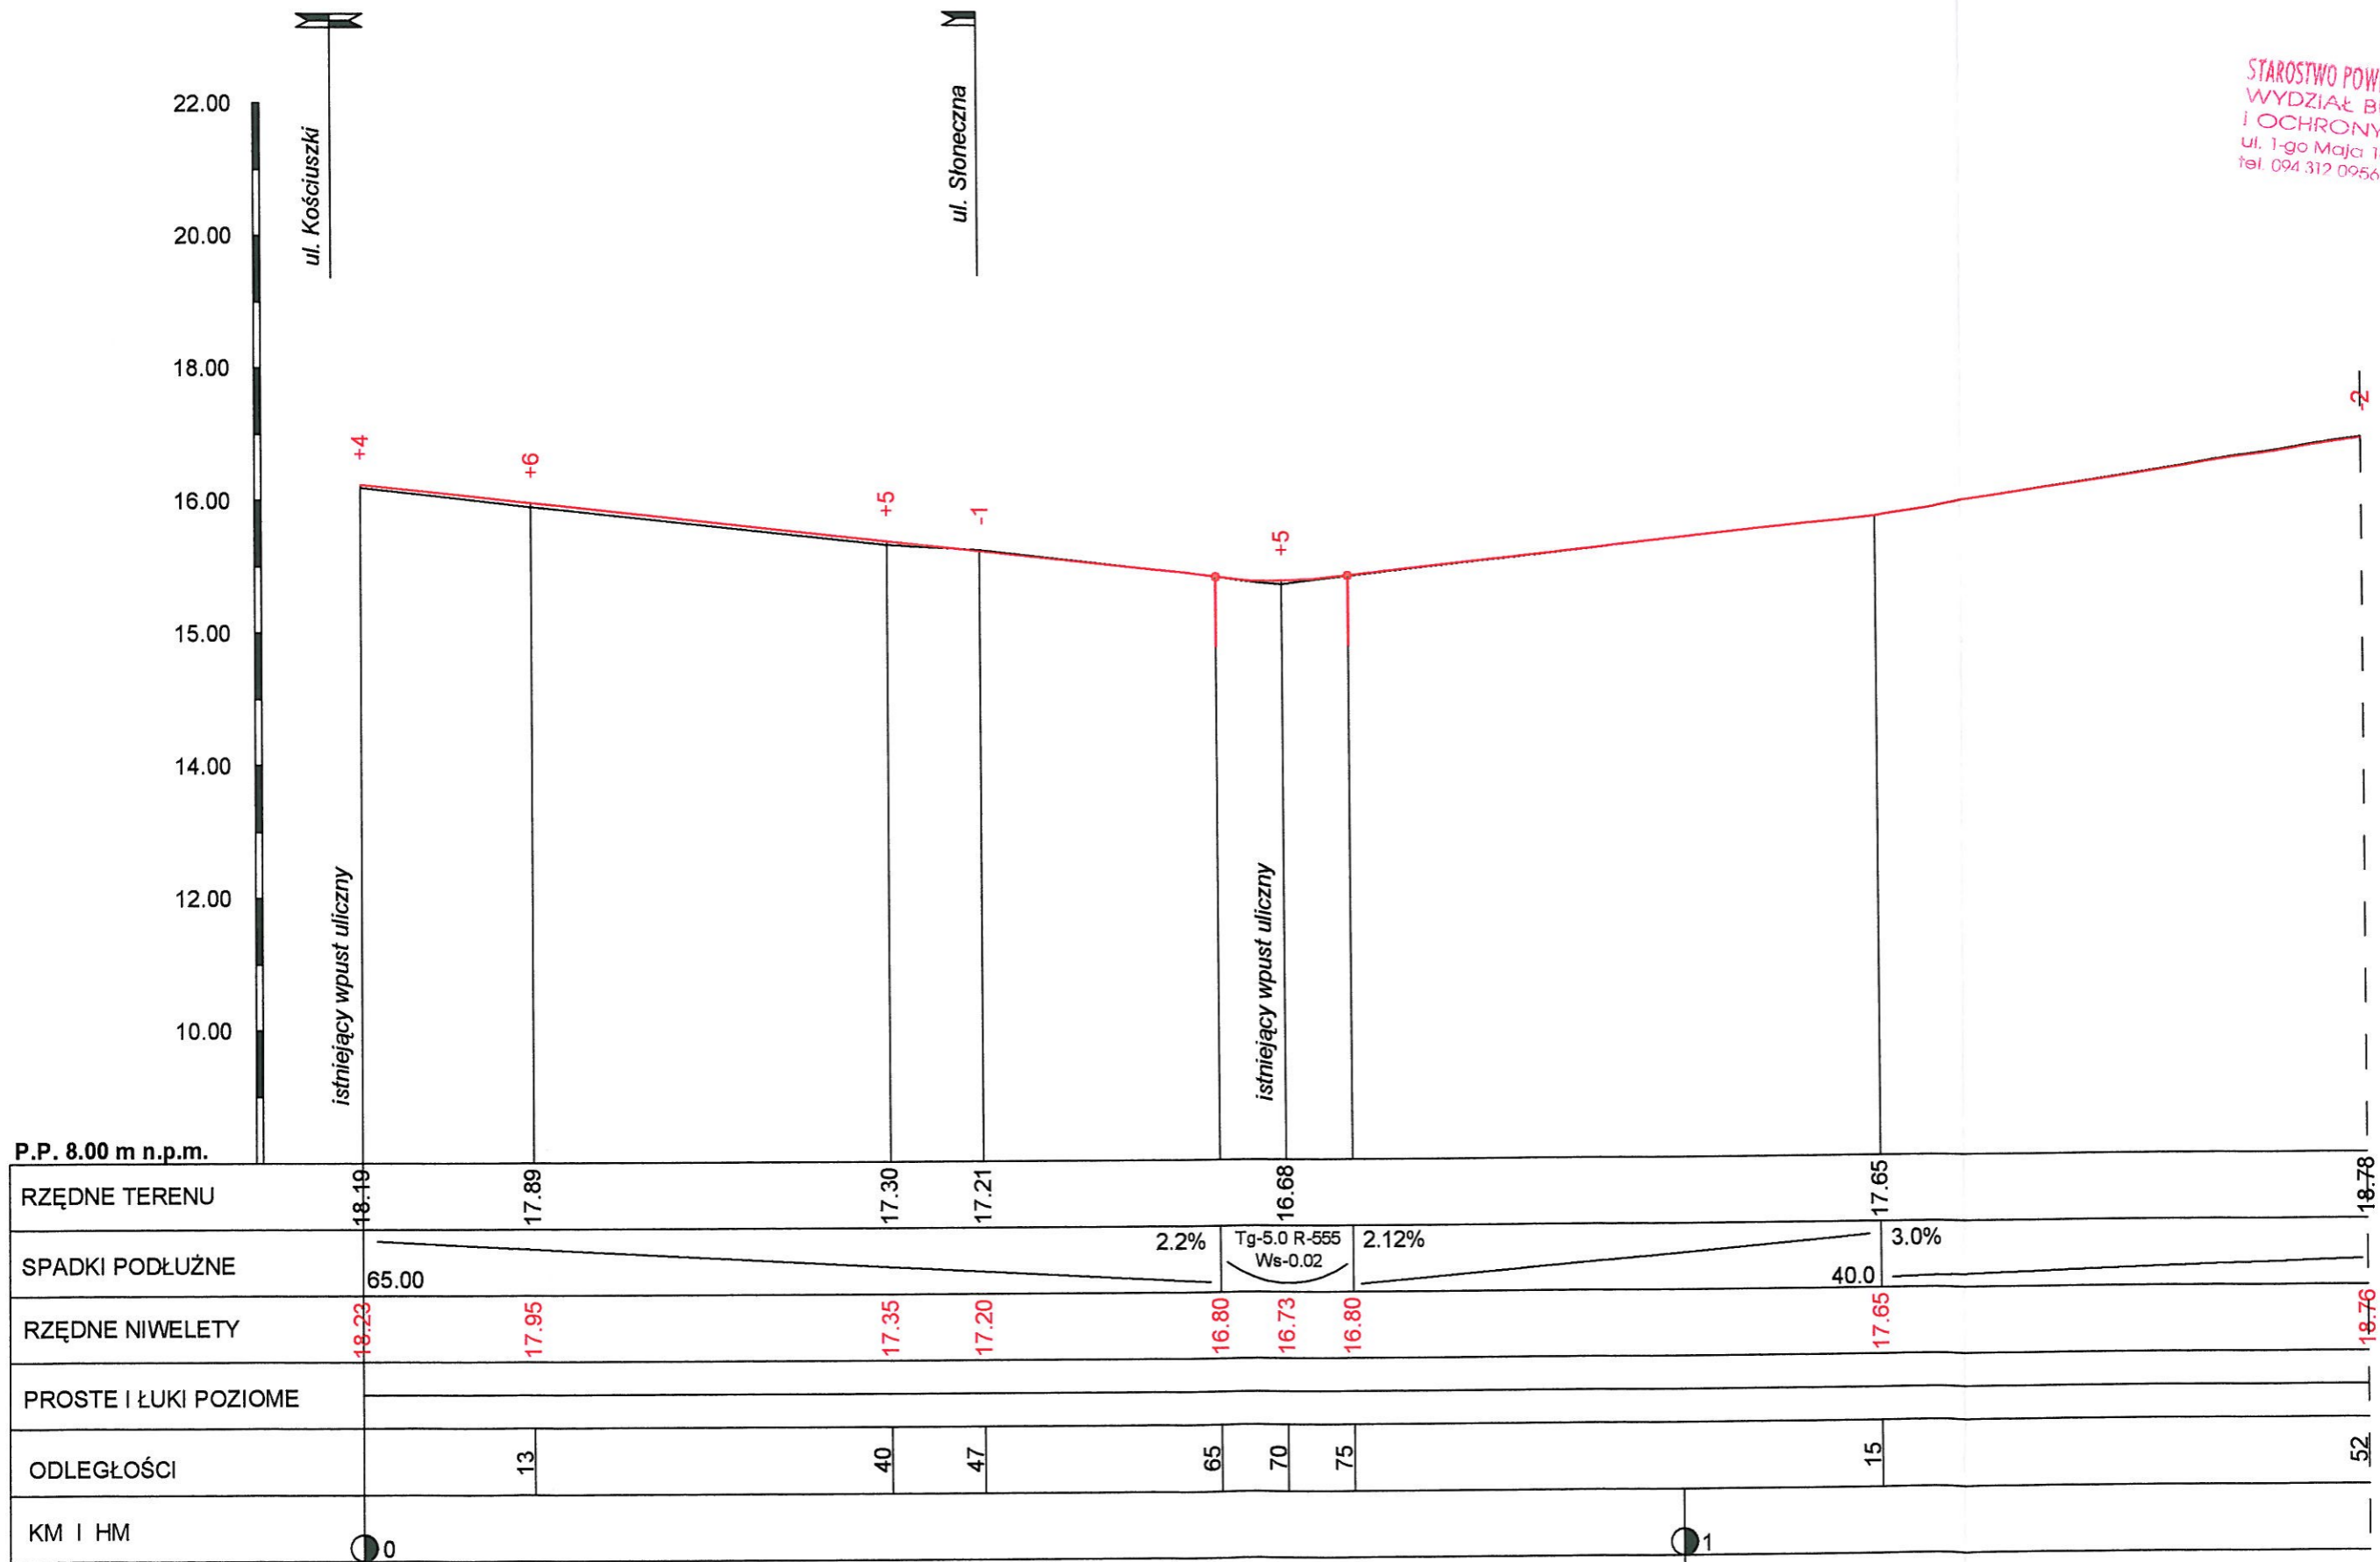 STAROSTWO
WYDZIAŁ
I OCHRONY
ul. 1-go Maja
tel. 094 312 0956
ul. Kościuszki
ul. Słoneczna
22.00
20.00
18.00
16.00
15.00
14.00
12.00
10.00
+4
+6
+5
-1
+5
-2
istniejący wpust uliczny
istniejący wpust uliczny
P.P. 8.00 m n.p.m.
RZĘDNE TERENU 18.19 17.89 17.30 17.21 16.68 17.65 18.78
SPADKI PODŁUŻNE 65.00 2.2% Tg-5.0 R-555 2.12% 40.0 3.0%
Ws-0.02
RZĘDNE NIWELETY 18.23 17.95 17.35 17.20 16.80 16.73 16.80 17.65 18.76
PROSTE I ŁUKI POZIOME
ODLEGŁOŚCI 13 40 47 65 70 75 15 52
KM I HM 0 1